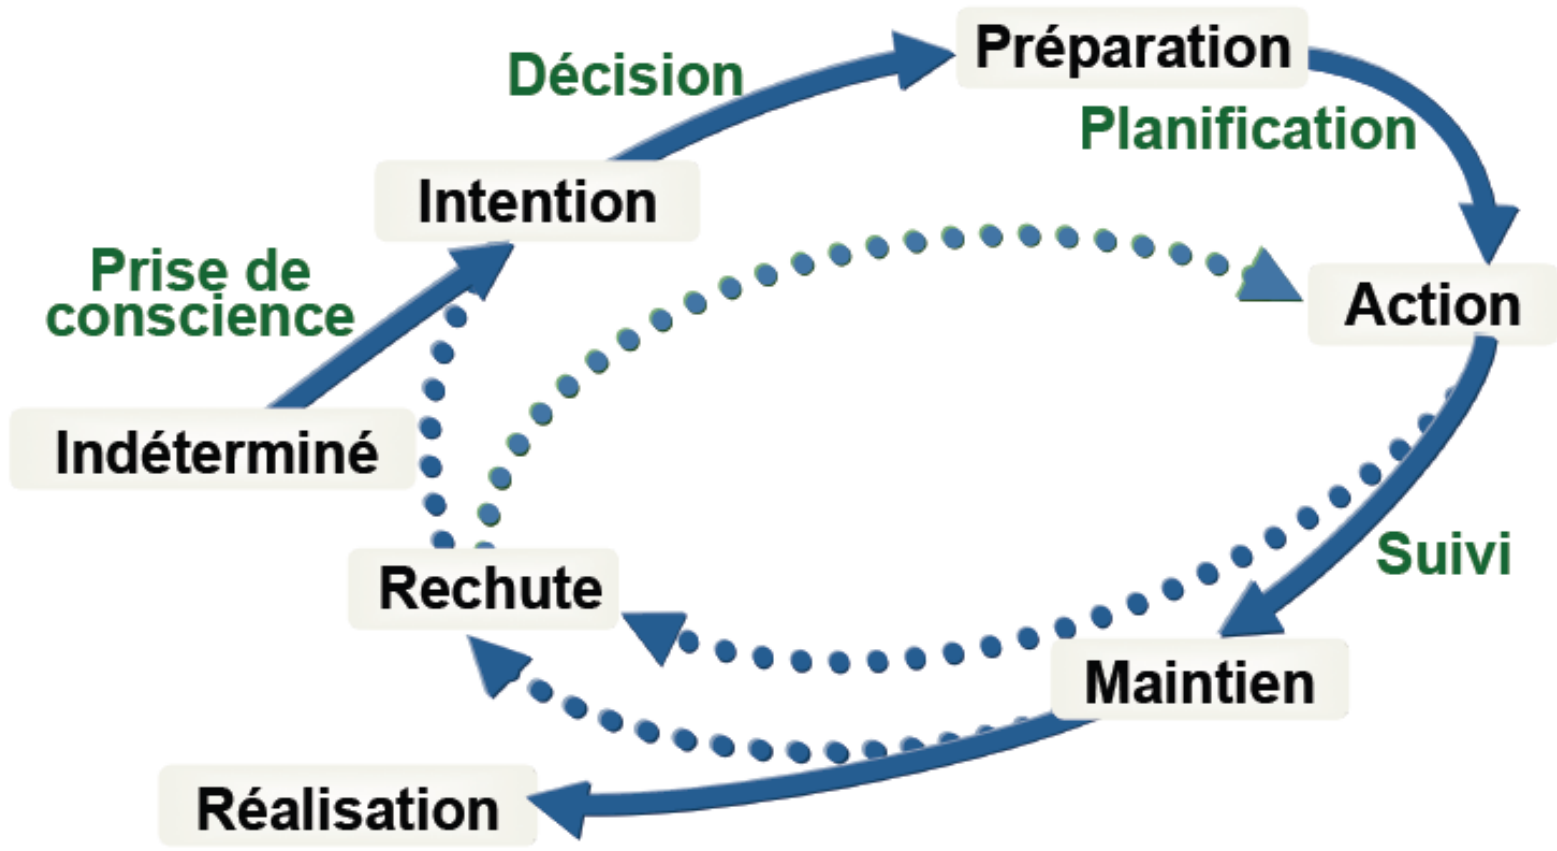 Préparation
Décision
Planification
Intention
Prise de
conscience
Action
Indéterminé
Suivi
Rechute
Maintien
Réalisation